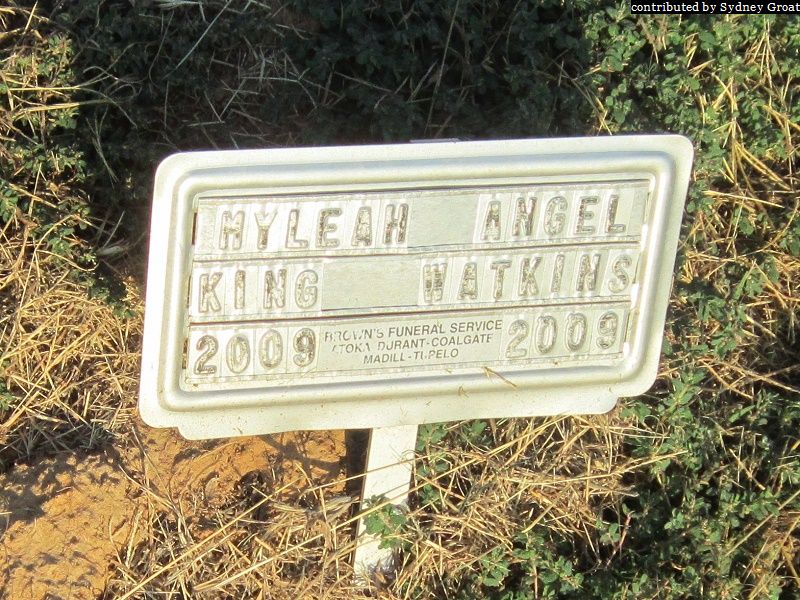 contributed by Sydney Groat
MYLEAH ANGEL
KING WATKINS
2009 BROWN'S FUNERAL SERVICE 2009
ATOKA DURANT-COALGATE
MADILL-TUPELO